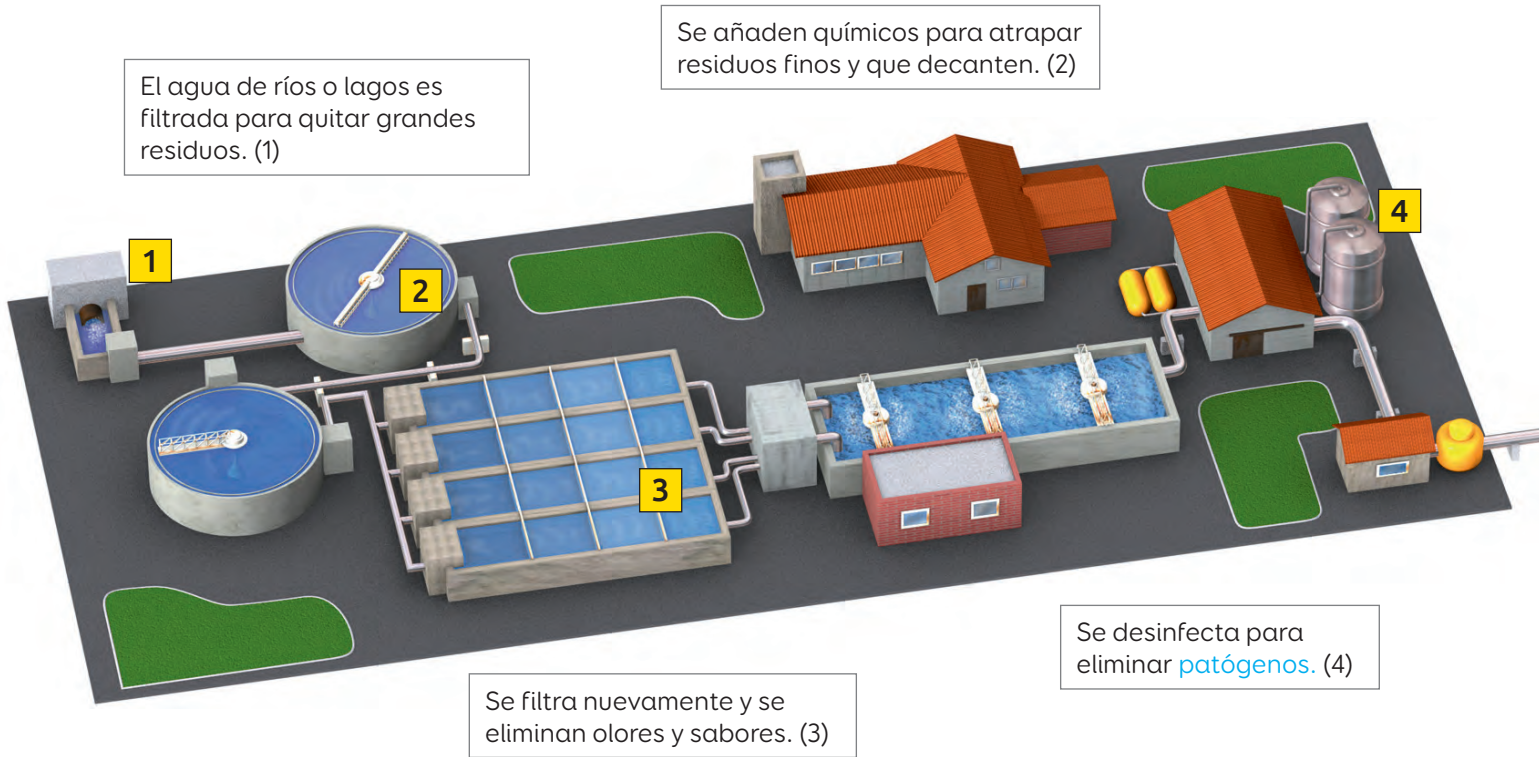 El agua de ríos o lagos es
filtrada para quitar grandes
residuos. (1)
Se añaden químicos para atrapar
residuos finos y que decanten. (2)
1
2
3
4
Se filtra nuevamente y se
eliminan olores y sabores. (3)
Se desinfecta para
eliminar patógenos. (4)